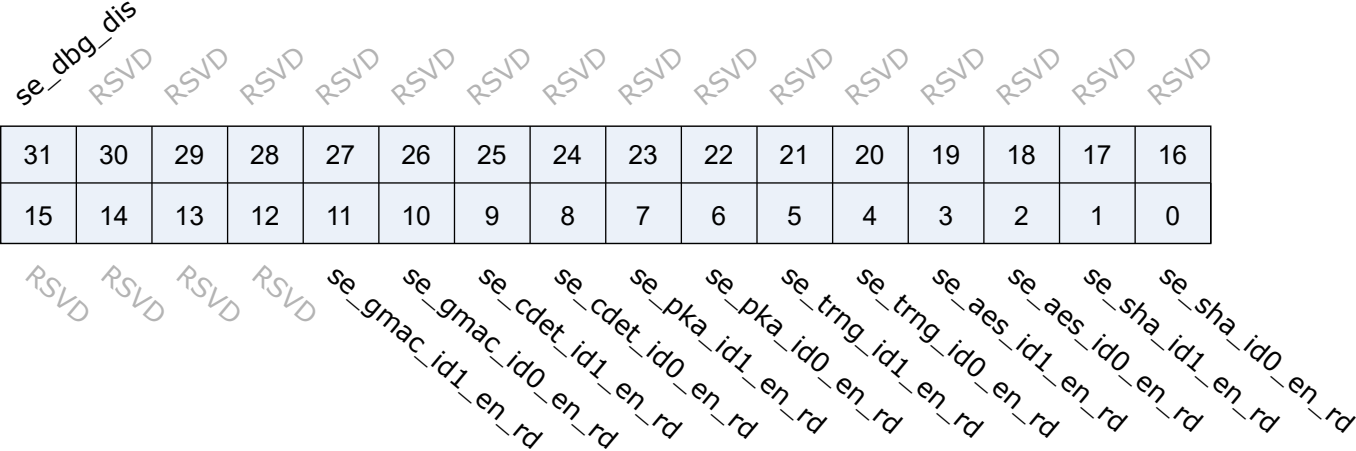 se_dbg_dis RSVD RSVD RSVD RSVD RSVD RSVD RSVD RSVD RSVD RSVD RSVD RSVD RSVD RSVD RSVD
31 30 29 28 27 26 25 24 23 22 21 20 19 18 17 16
15 14 13 12 11 10 9 8 7 6 5 4 3 2 1 0
RSVD RSVD RSVD RSVD se_gmac_id1_en_rd se_gmac_id0_en_rd se_cdet_id1_en_rd se_cdet_id0_en_rd se_pka_id1_en_rd se_pka_id0_en_rd se_trng_id1_en_rd se_trng_id0_en_rd se_aes_id1_en_rd se_aes_id0_en_rd se_sha_id1_en_rd se_sha_id0_en_rd